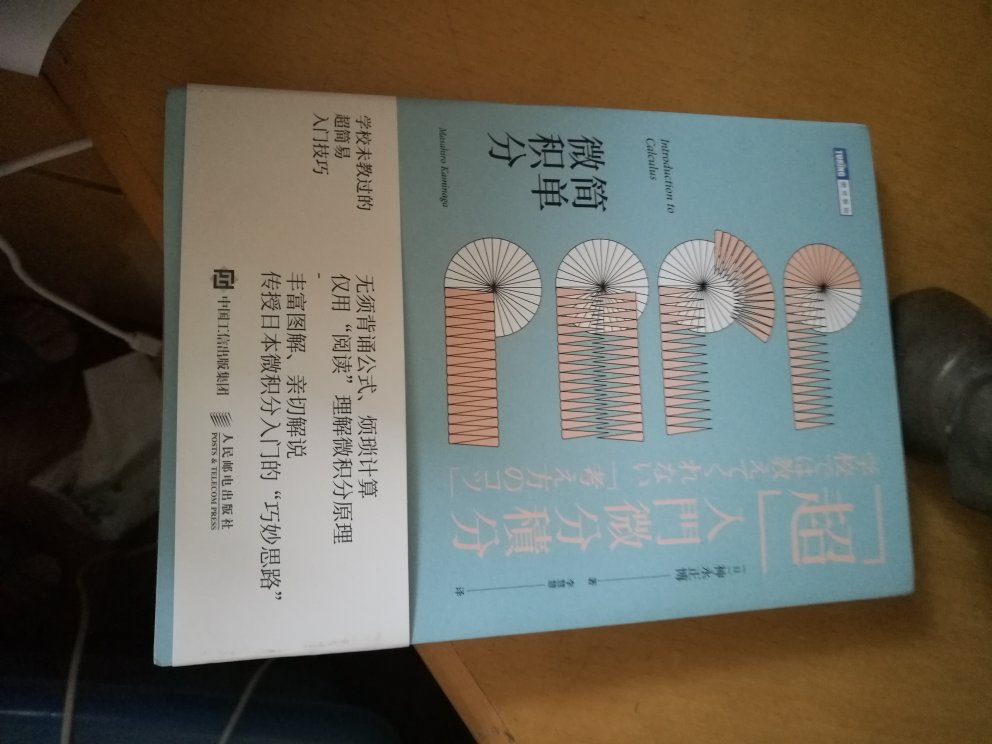 TURING
图灵新知
Introduction to
Calculus
简单
微积分
Masahiro Kaminaga
「超」入門 微分積分
学校で教えてくれない「考え方のコツ」
[日] 神永正博 著
李慧慧 译
学校未教过的
超简易
入门技巧
无须背诵公式、烦琐计算
仅用“阅读”理解微积分原理
-
丰富图解、亲切解说
传授日本微积分入门的“巧妙思路”
中国工信出版集团
人民邮电出版社
POSTS & TELECOM PRESS